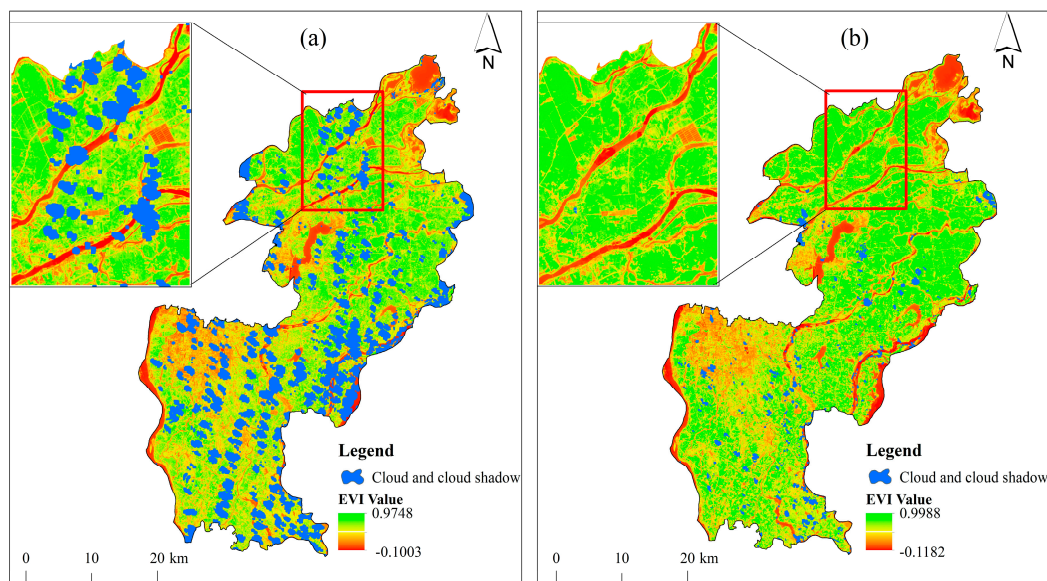 (a)
N
Legend
Cloud and cloud shadow
EVI Value
0.9748
-0.1003
0 10 20 km
(b)
N
Legend
Cloud and cloud shadow
EVI Value
0.9988
-0.1182
0 10 20 km